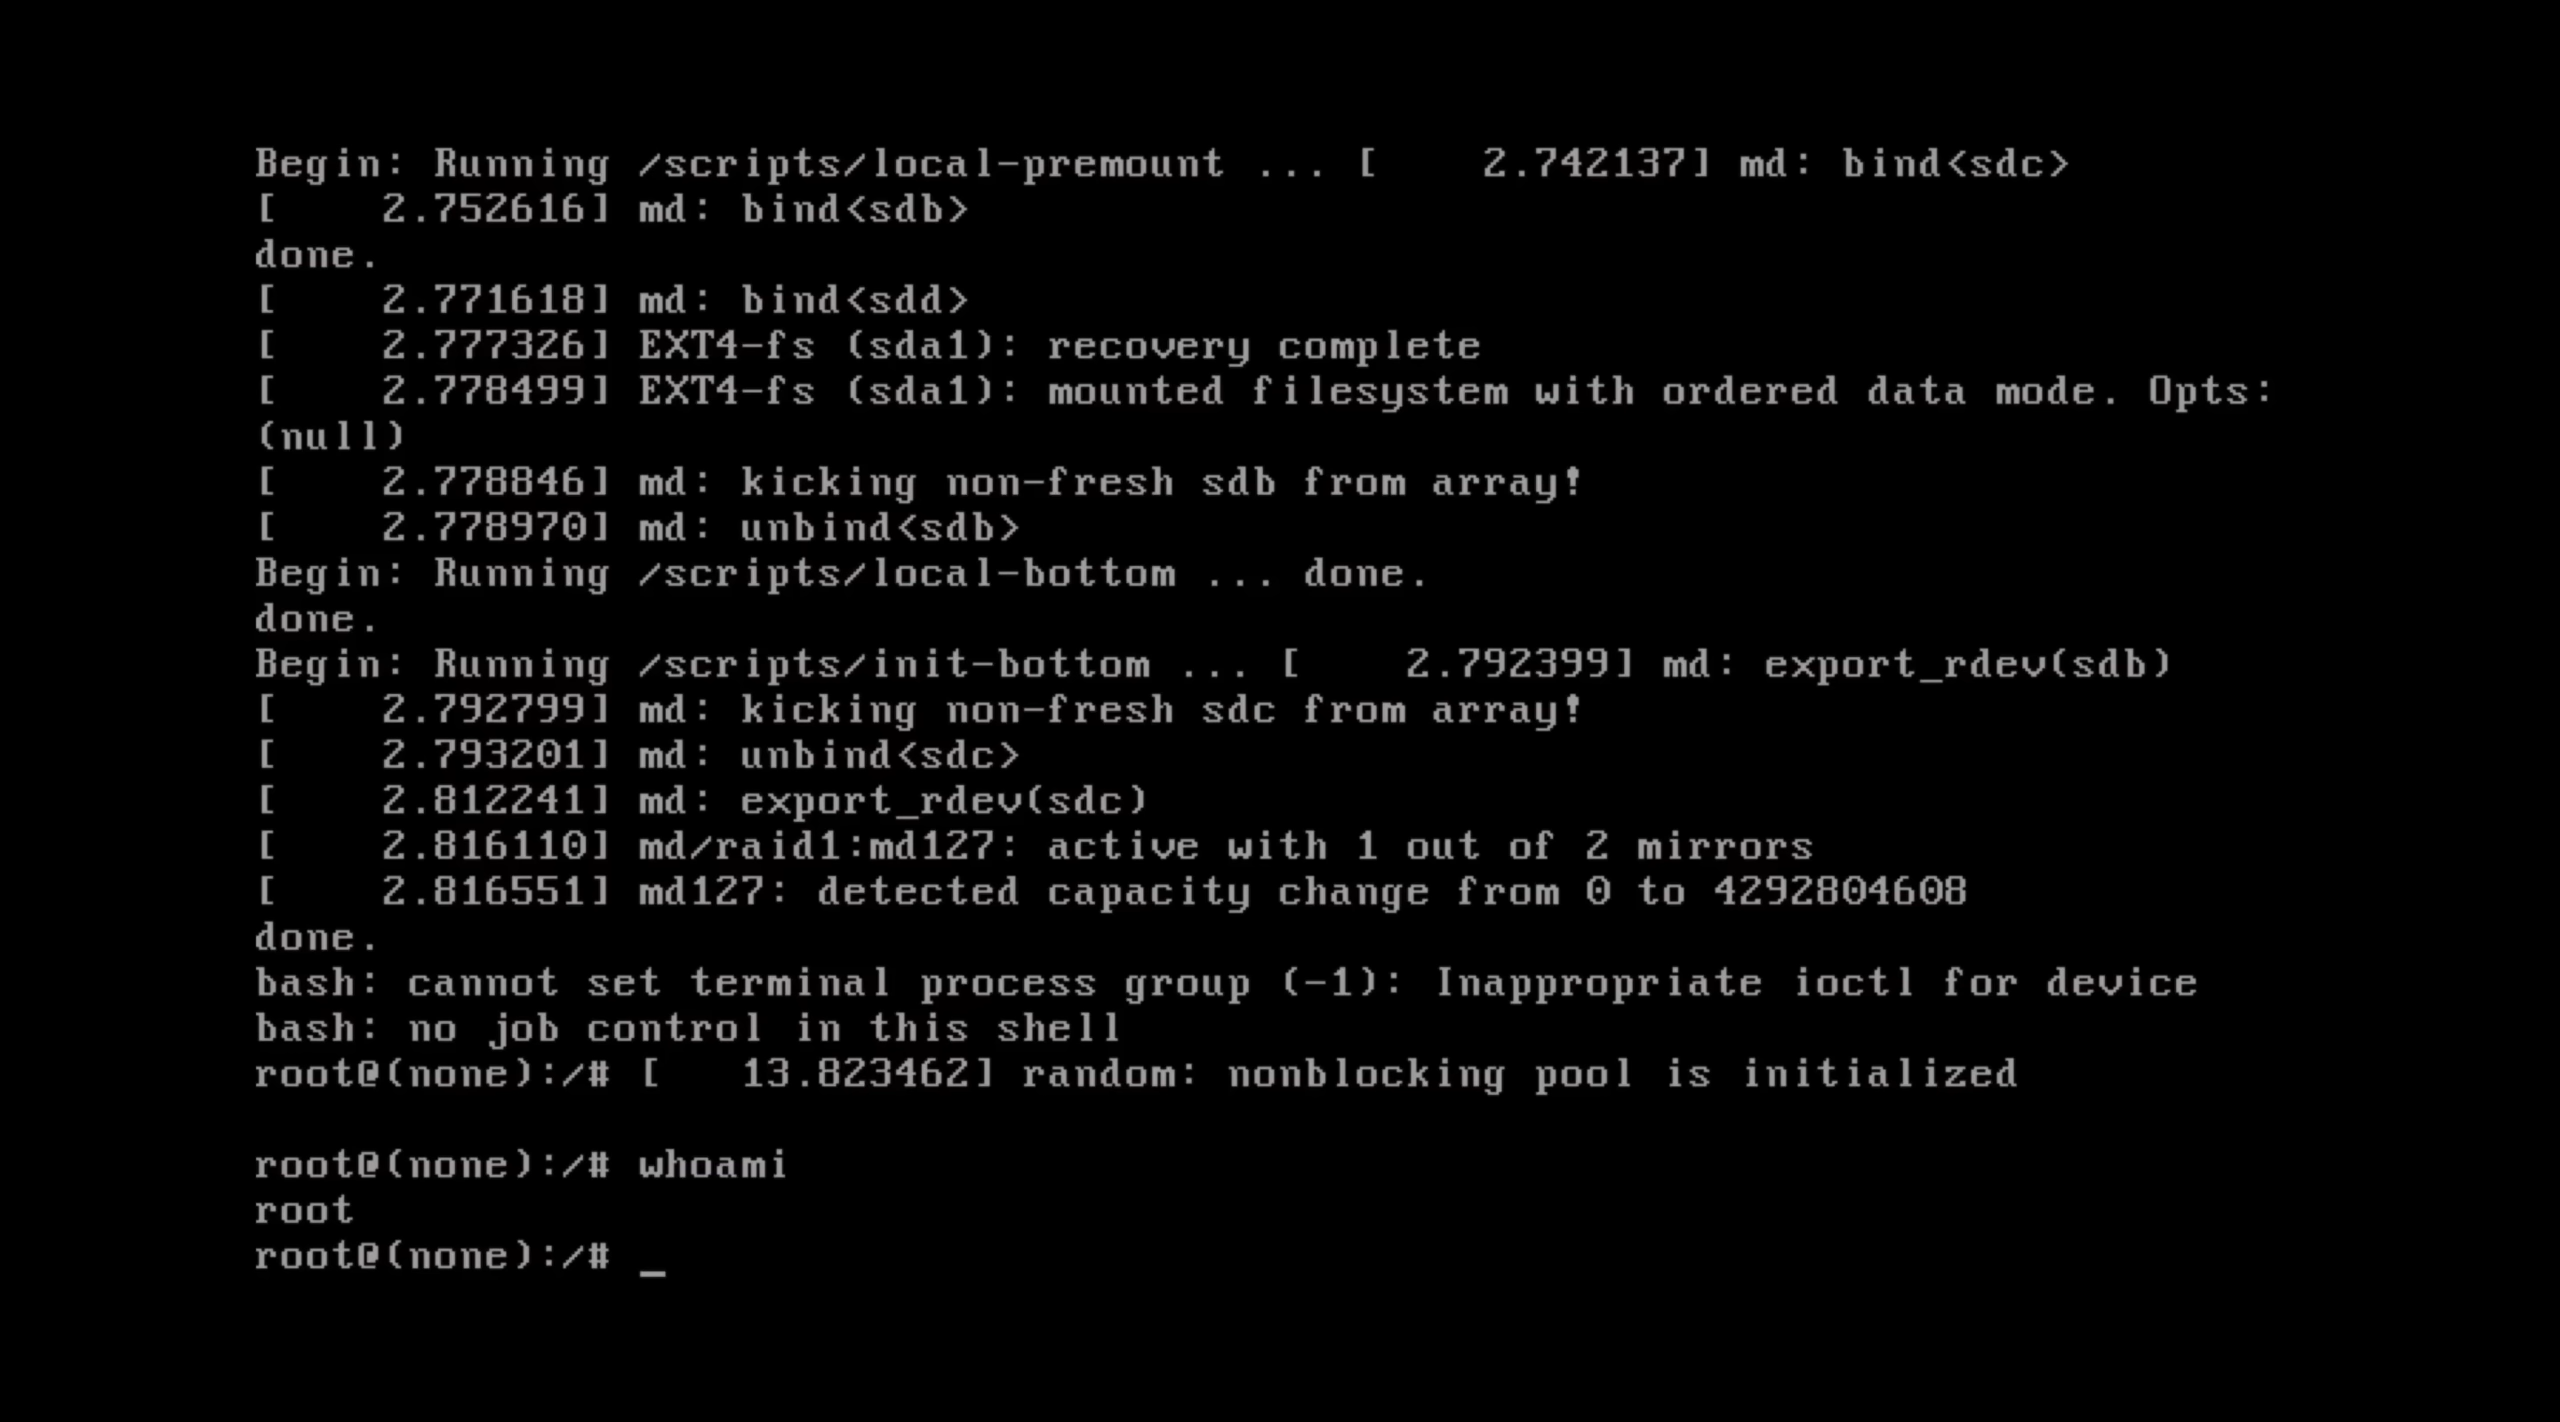 Begin: Running /scripts/local-premount ... [    2.742137] md: bind<sdc>
[    2.752616] md: bind<sdb>
done.
[    2.771618] md: bind<sdd>
[    2.777326] EXT4-fs (sda1): recovery complete
[    2.778499] EXT4-fs (sda1): mounted filesystem with ordered data mode. Opts:
(null)
[    2.778846] md: kicking non-fresh sdb from array!
[    2.778970] md: unbind<sdb>
Begin: Running /scripts/local-bottom ... done.
done.
Begin: Running /scripts/init-bottom ... [    2.792399] md: export_rdev(sdb)
[    2.792799] md: kicking non-fresh sdc from array!
[    2.793201] md: unbind<sdc>
[    2.812241] md: export_rdev(sdc)
[    2.816110] md/raid1:md127: active with 1 out of 2 mirrors
[    2.816551] md127: detected capacity change from 0 to 4292804608
done.
bash: cannot set terminal process group (-1): Inappropriate ioctl for device
bash: no job control in this shell
root@(none):/# [   13.823462] random: nonblocking pool is initialized
root@(none):/# whoami
root
root@(none):/# _